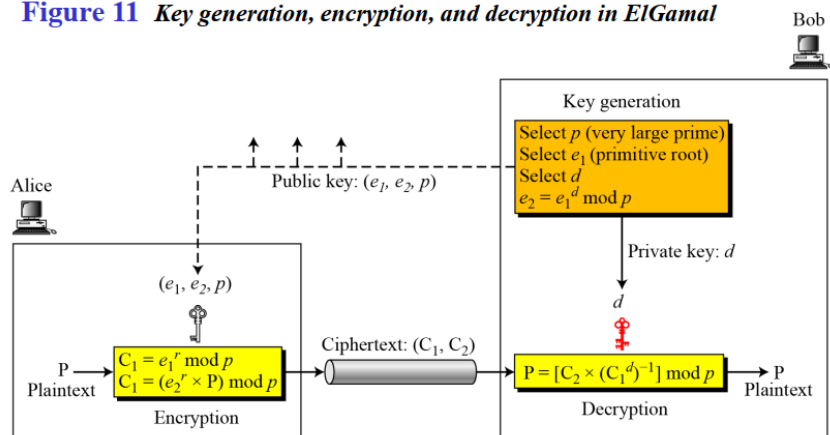 Figure 11 Key generation, encryption, and decryption in ElGamal
Bob
Key generation
Select p (very large prime)
Select e₁ (primitive root)
Select d
e₂ = e₁ᵈ mod p
Public key: (e₁, e₂, p)
Alice
Private key: d
(e₁, e₂, p)
d
Ciphertext: (C₁, C₂)
P
Plaintext
C₁ = e₁ʳ mod p
C₁ = (e₂ʳ × P) mod p
Encryption
P = [C₂ × (C₁ᵈ)⁻¹] mod p
Decryption
P
Plaintext